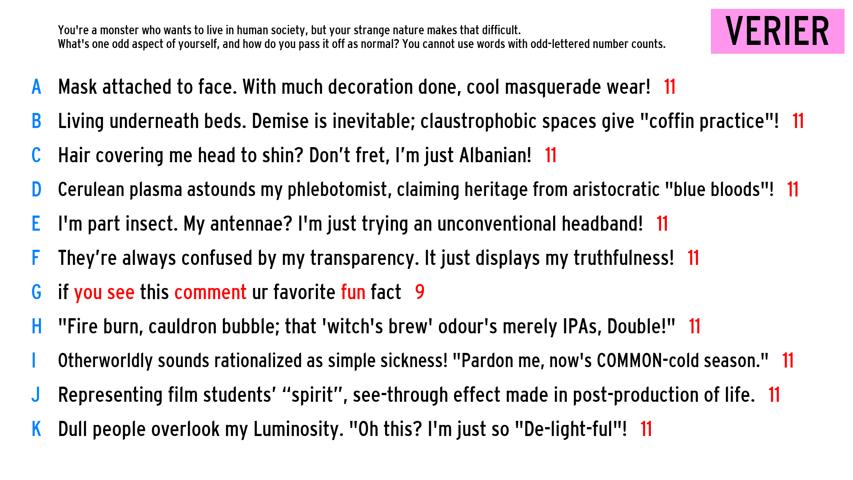 You're a monster who wants to live in human society, but your strange nature makes that difficult.
What's one odd aspect of yourself, and how do you pass it off as normal? You cannot use words with odd-lettered number counts.
VERIER
A Mask attached to face. With much decoration done, cool masquerade wear! 11
B Living underneath beds. Demise is inevitable; claustrophobic spaces give "coffin practice"! 11
C Hair covering me head to shin? Don’t fret, I’m just Albanian! 11
D Cerulean plasma astounds my phlebotomist, claiming heritage from aristocratic "blue bloods"! 11
E I'm part insect. My antennae? I'm just trying an unconventional headband! 11
F They’re always confused by my transparency. It just displays my truthfulness! 11
G if you see this comment ur favorite fun fact 9
H "Fire burn, cauldron bubble; that 'witch's brew' odour's merely IPAs, Double!" 11
I Otherworldly sounds rationalized as simple sickness! "Pardon me, now's COMMON-cold season." 11
J Representing film students’ “spirit”, see-through effect made in post-production of life. 11
K Dull people overlook my Luminosity. "Oh this? I'm just so "De-light-ful"! 11